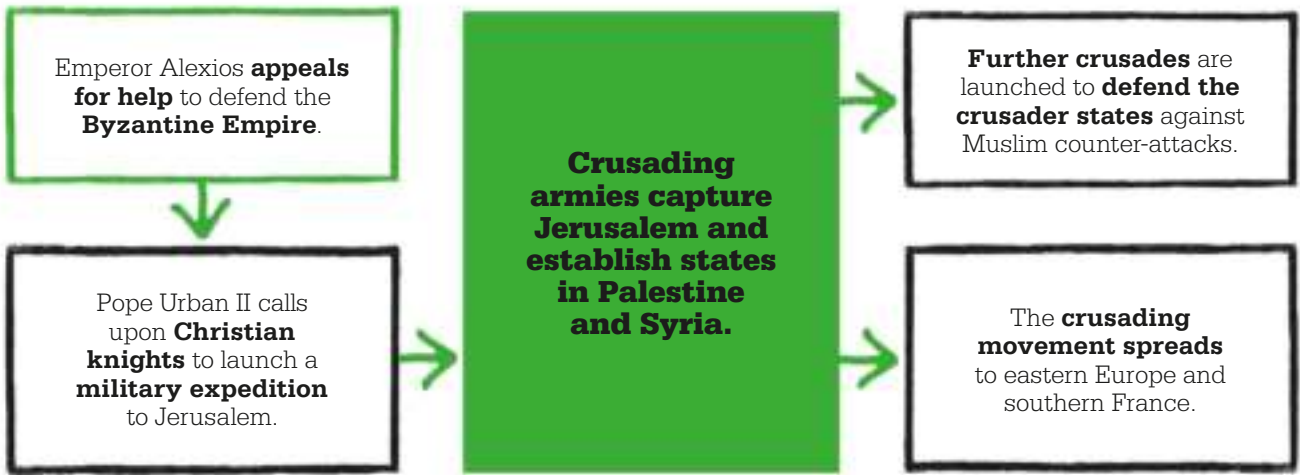 Emperor Alexios appeals
for help to defend the
Byzantine Empire.
Pope Urban II calls
upon Christian
knights to launch a
military expedition
to Jerusalem.
Crusading
armies capture
Jerusalem and
establish states
in Palestine
and Syria.
Further crusades are
launched to defend the
crusader states against
Muslim counter-attacks.
The crusading
movement spreads
to eastern Europe and
southern France.